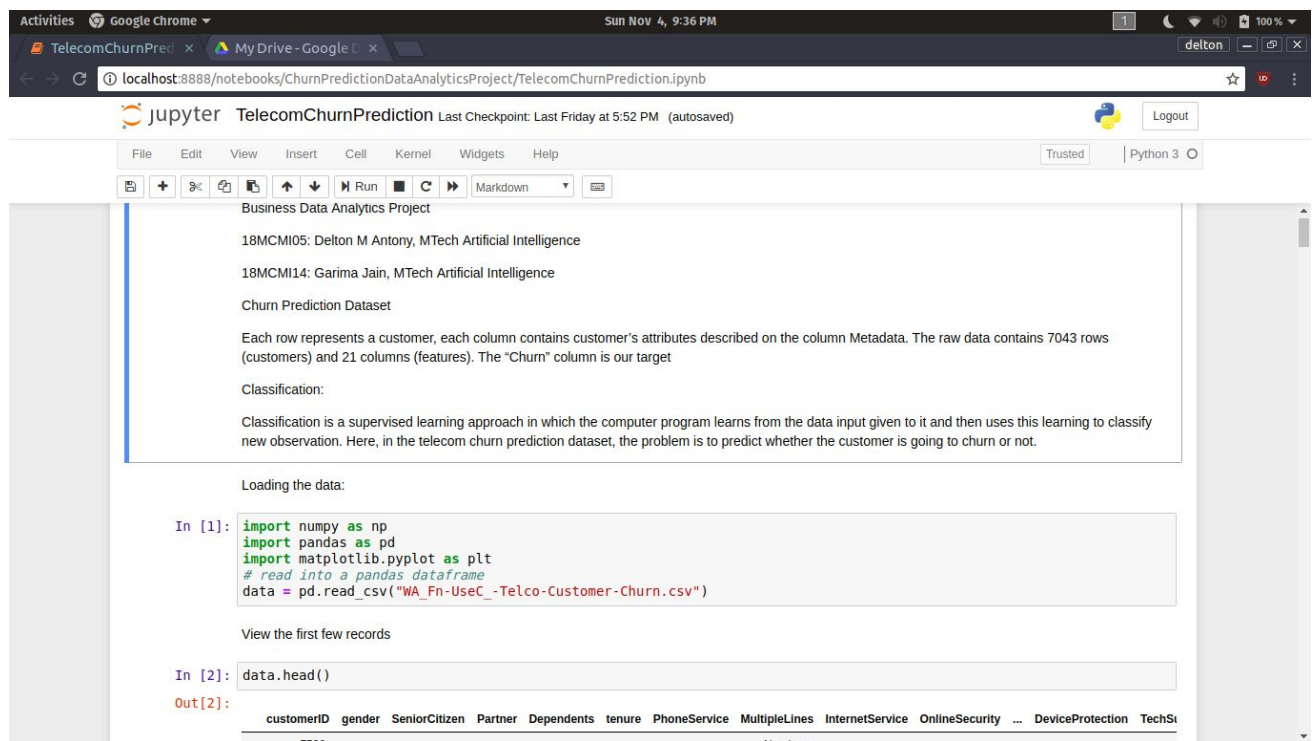 Activities Google Chrome Sun Nov 4, 9:36 PM 1 100 %
TelecomChurnPred My Drive - Google D delton
localhost:8888/notebooks/ChurnPredictionDataAnalyticsProject/TelecomChurnPrediction.ipynb
jupyter TelecomChurnPrediction Last Checkpoint: Last Friday at 5:52 PM (autosaved) Logout
File Edit View Insert Cell Kernel Widgets Help Trusted Python 3
Run Markdown
Business Data Analytics Project
18MCMI05: Delton M Antony, MTech Artificial Intelligence
18MCMI14: Garima Jain, MTech Artificial Intelligence
Churn Prediction Dataset
Each row represents a customer, each column contains customer’s attributes described on the column Metadata. The raw data contains 7043 rows
(customers) and 21 columns (features). The “Churn” column is our target
Classification:
Classification is a supervised learning approach in which the computer program learns from the data input given to it and then uses this learning to classify
new observation. Here, in the telecom churn prediction dataset, the problem is to predict whether the customer is going to churn or not.
Loading the data:
In [1]: import numpy as np
import pandas as pd
import matplotlib.pyplot as plt
# read into a pandas dataframe
data = pd.read_csv("WA_Fn-UseC_-Telco-Customer-Churn.csv")
View the first few records
In [2]: data.head()
Out[2]:
customerID gender SeniorCitizen Partner Dependents tenure PhoneService MultipleLines InternetService OnlineSecurity ... DeviceProtection TechSu